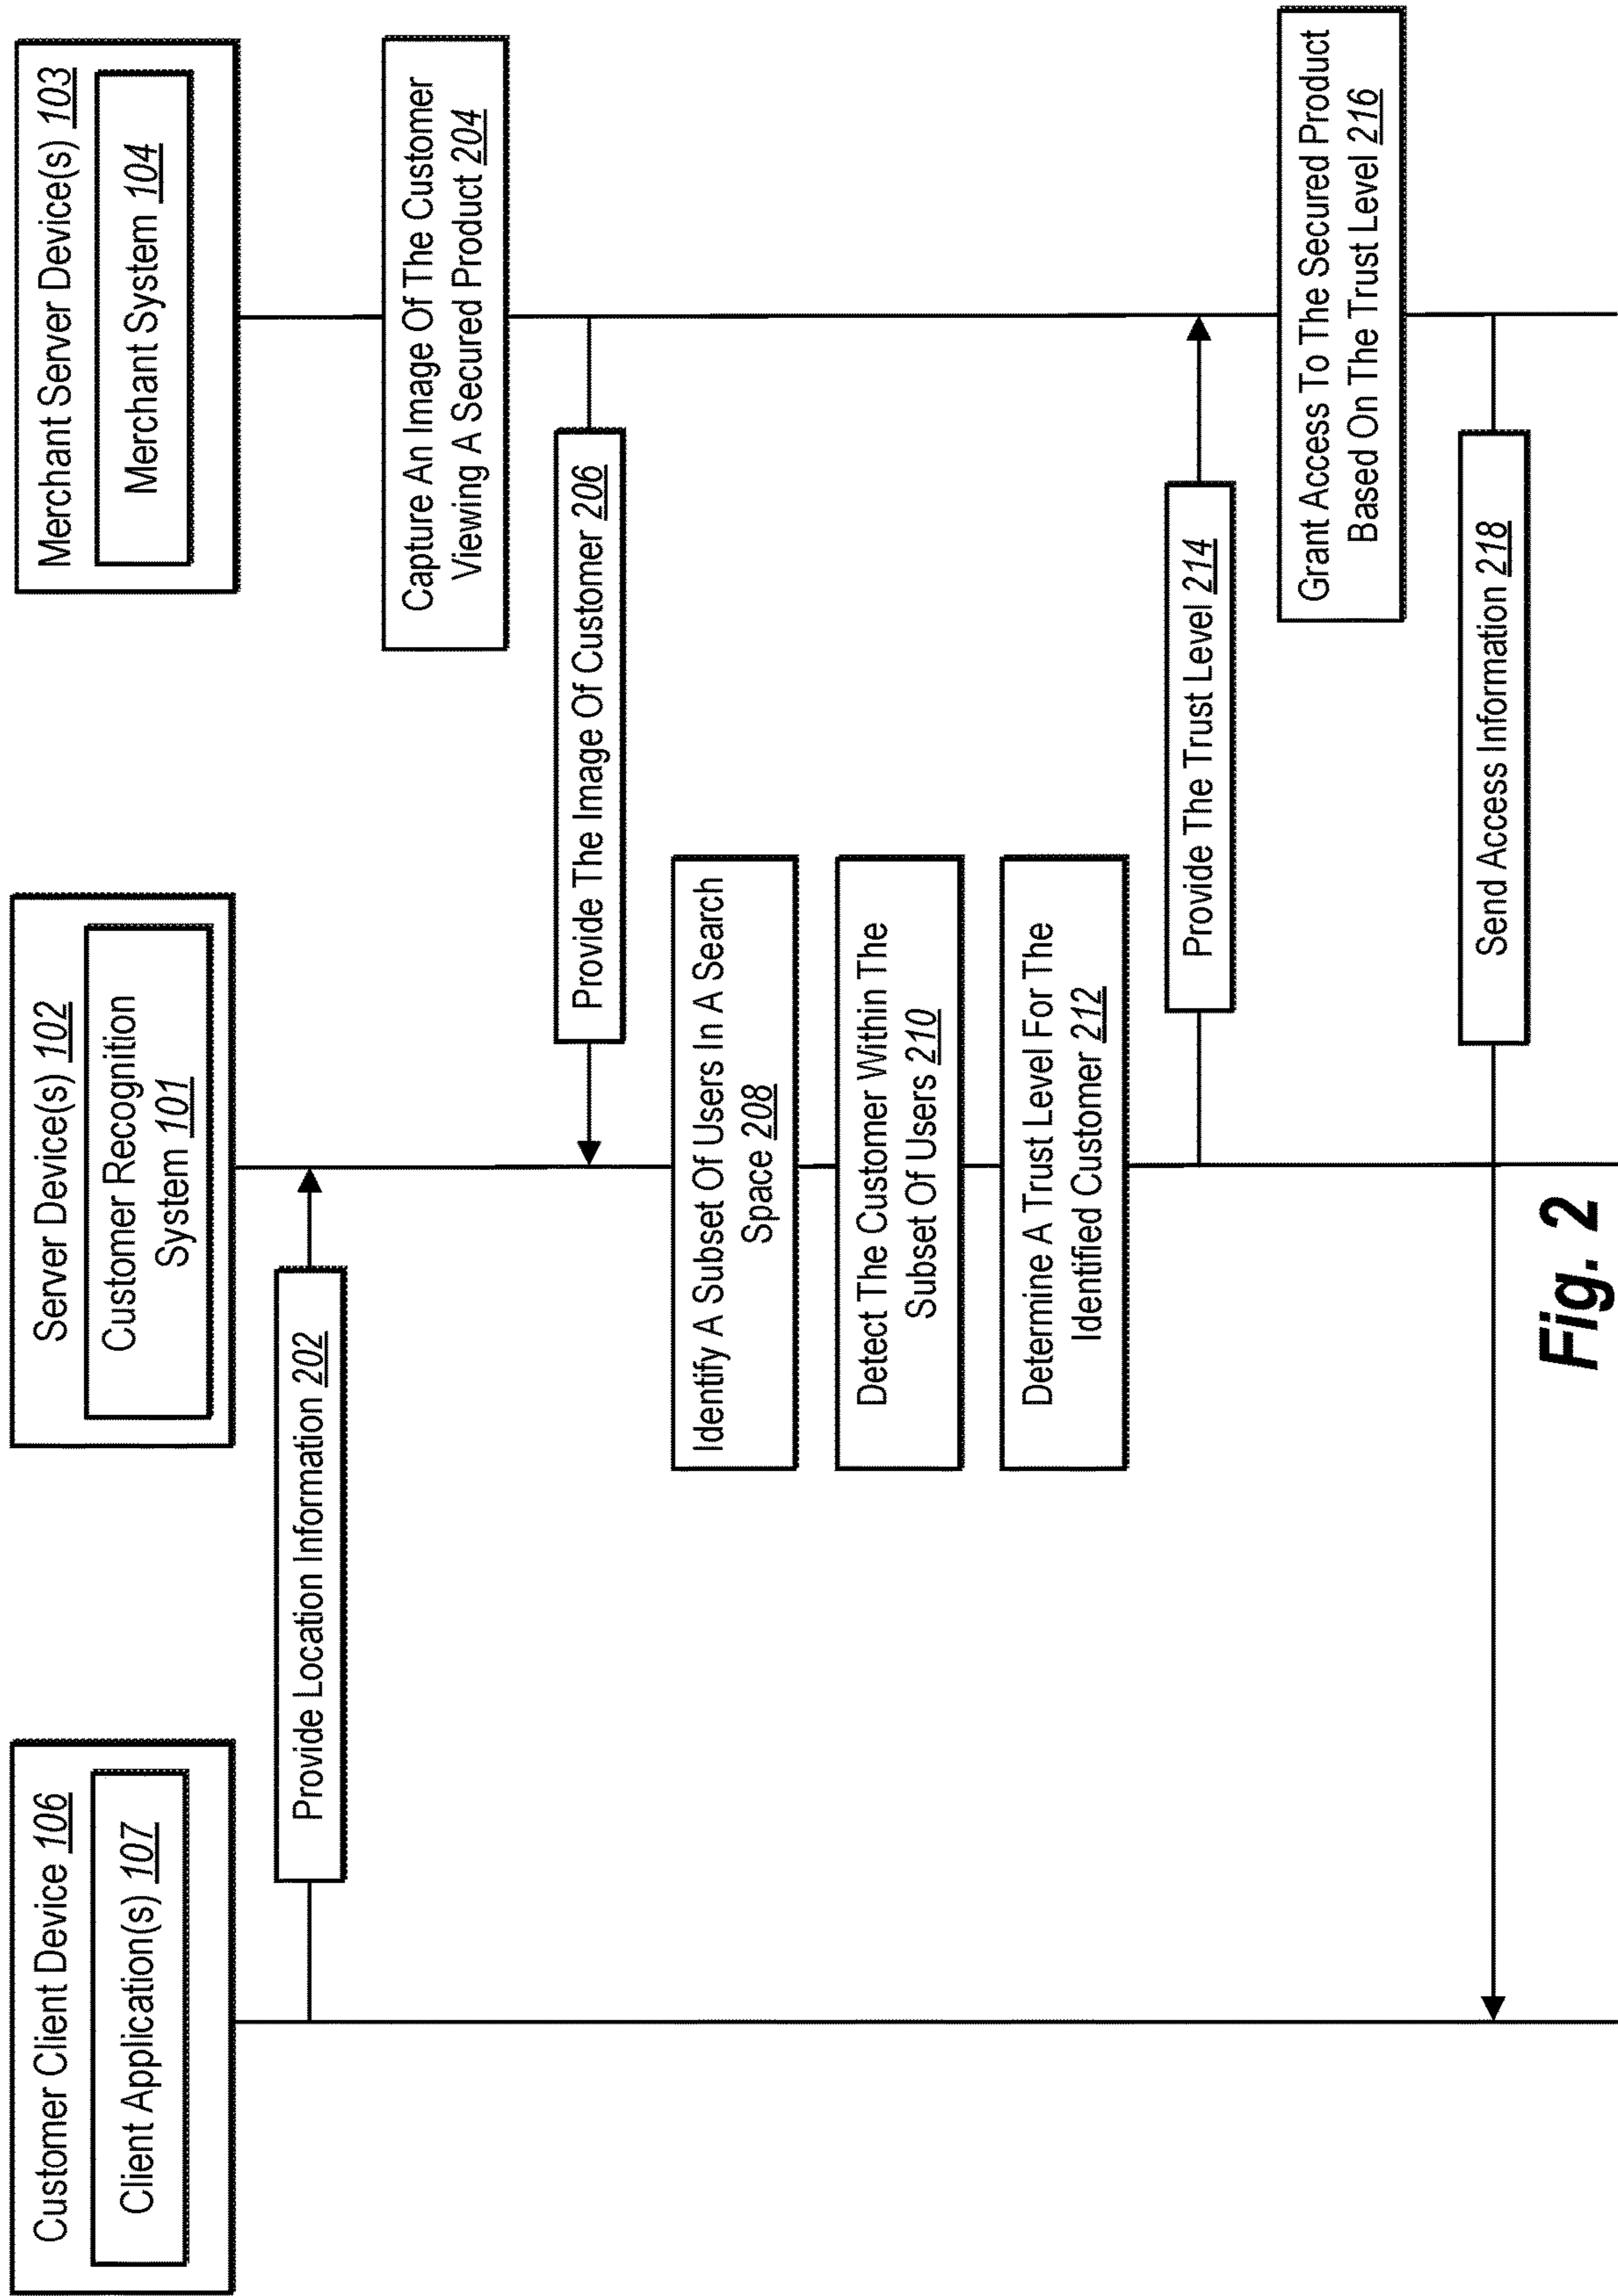 Customer Client Device 106
Client Application(s) 107
Server Device(s) 102
Customer Recognition
System 101
Merchant Server Device(s) 103
Merchant System 104
Provide Location Information 202
Capture An Image Of The Customer
Viewing A Secured Product 204
Provide The Image Of Customer 206
Identify A Subset Of Users In A Search
Space 208
Detect The Customer Within The
Subset Of Users 210
Determine A Trust Level For The
Identified Customer 212
Provide The Trust Level 214
Grant Access To The Secured Product
Based On The Trust Level 216
Send Access Information 218
Fig. 2